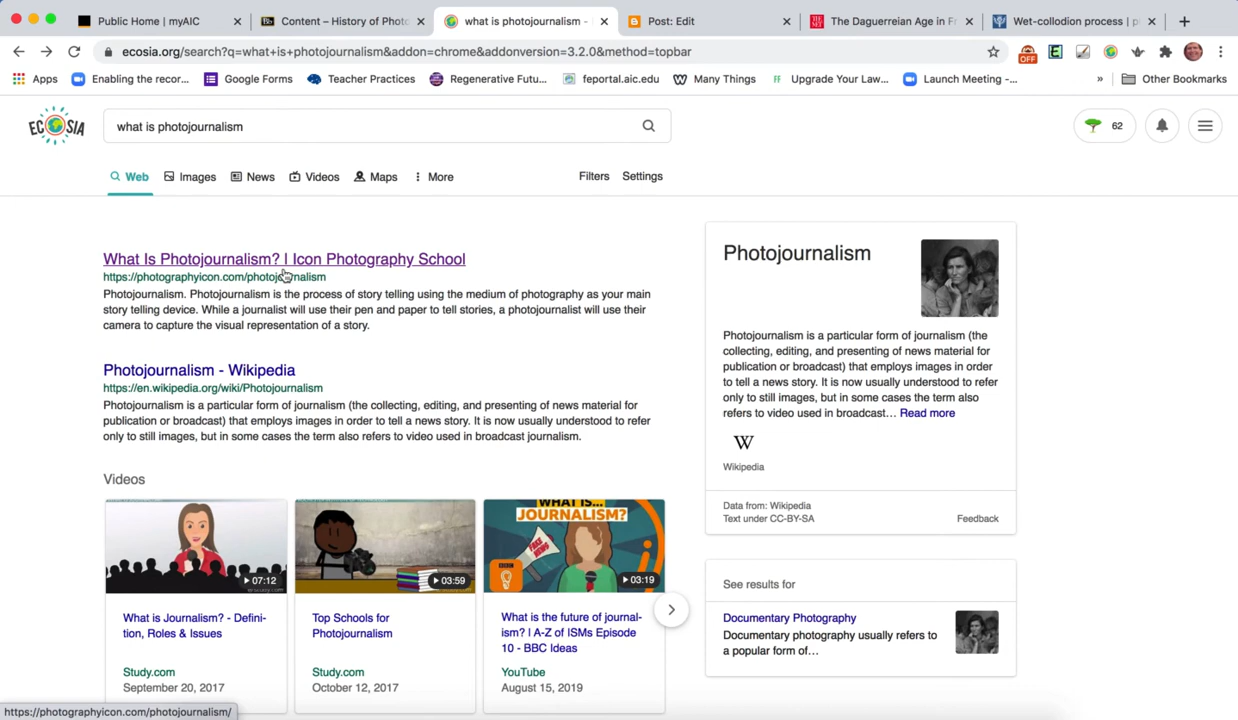 Public Home | myAIC
Content – History of Photo
what is photojournalism -
Post: Edit
The Daguerreian Age in Fr
Wet-collodion process | p
ecosia.org/search?q=what+is+photojournalism&addon=chrome&addonversion=3.2.0&method=topbar
OFF
Apps
Enabling the recor...
Google Forms
Teacher Practices
Regenerative Futu...
feportal.aic.edu
Many Things
FF Upgrade Your Law...
Launch Meeting -...
» Other Bookmarks
ECOSIA
what is photojournalism
62
Web
Images
News
Videos
Maps
More
Filters
Settings
What Is Photojournalism? | Icon Photography School
https://photographyicon.com/photojournalism
Photojournalism. Photojournalism is the process of story telling using the medium of photography as your main
story telling device. While a journalist will use their pen and paper to tell stories, a photojournalist will use their
camera to capture the visual representation of a story.
Photojournalism - Wikipedia
https://en.wikipedia.org/wiki/Photojournalism
Photojournalism is a particular form of journalism (the collecting, editing, and presenting of news material for
publication or broadcast) that employs images in order to tell a news story. It is now usually understood to refer
only to still images, but in some cases the term also refers to video used in broadcast journalism.
Videos
07:12
What is Journalism? - Defini-
tion, Roles & Issues
Study.com
September 20, 2017
03:59
Top Schools for
Photojournalism
Study.com
October 12, 2017
WHAT IS...
JOURNALISM?
FAKE NEWS
BBC
03:19
What is the future of journal-
ism? | A-Z of ISMs Episode
10 - BBC Ideas
YouTube
August 15, 2019
Photojournalism
Photojournalism is a particular form of journalism (the
collecting, editing, and presenting of news material for
publication or broadcast) that employs images in order
to tell a news story. It is now usually understood to refer
only to still images, but in some cases the term also
refers to video used in broadcast... Read more
W
Wikipedia
Data from: Wikipedia
Text under CC-BY-SA
Feedback
See results for
Documentary Photography
Documentary photography usually refers to
a popular form of...
https://photographyicon.com/photojournalism/